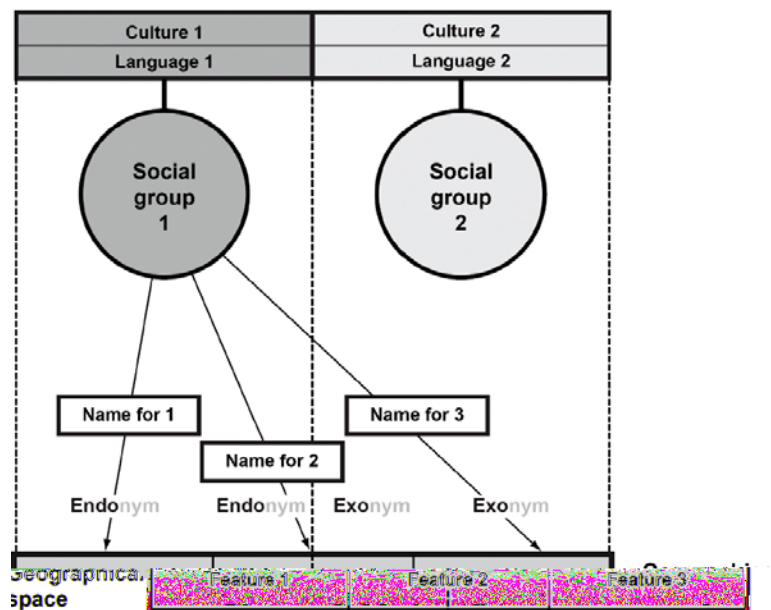 Culture 1
Culture 2
Language 1
Language 2
Social
group
1
Social
group
2
Name for 1
Name for 3
Name for 2
Endonym
Endonym
Exonym
Exonym
Geographical
Feature 1
Feature 2
Feature 3
space